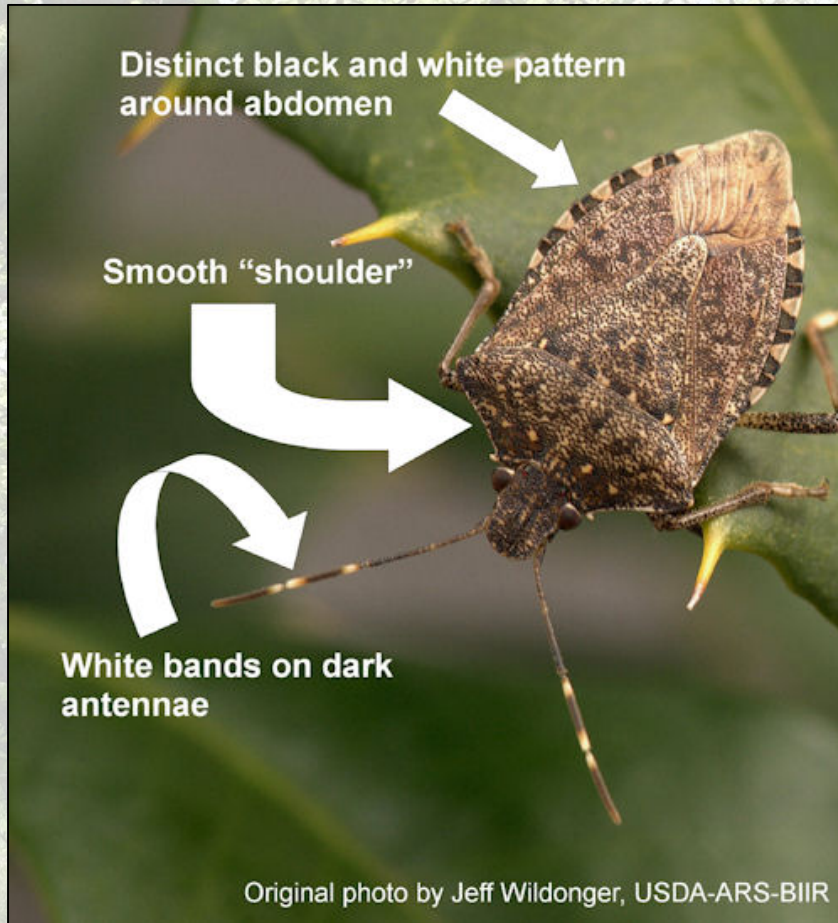 Distinct black and white pattern
around abdomen
Smooth “shoulder”
White bands on dark
antennae
Original photo by Jeff Wildonger, USDA-ARS-BIIR